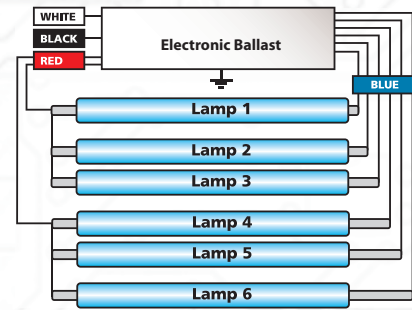 WHITE
BLACK
RED
Electronic Ballast
BLUE
Lamp 1
Lamp 2
Lamp 3
Lamp 4
Lamp 5
Lamp 6